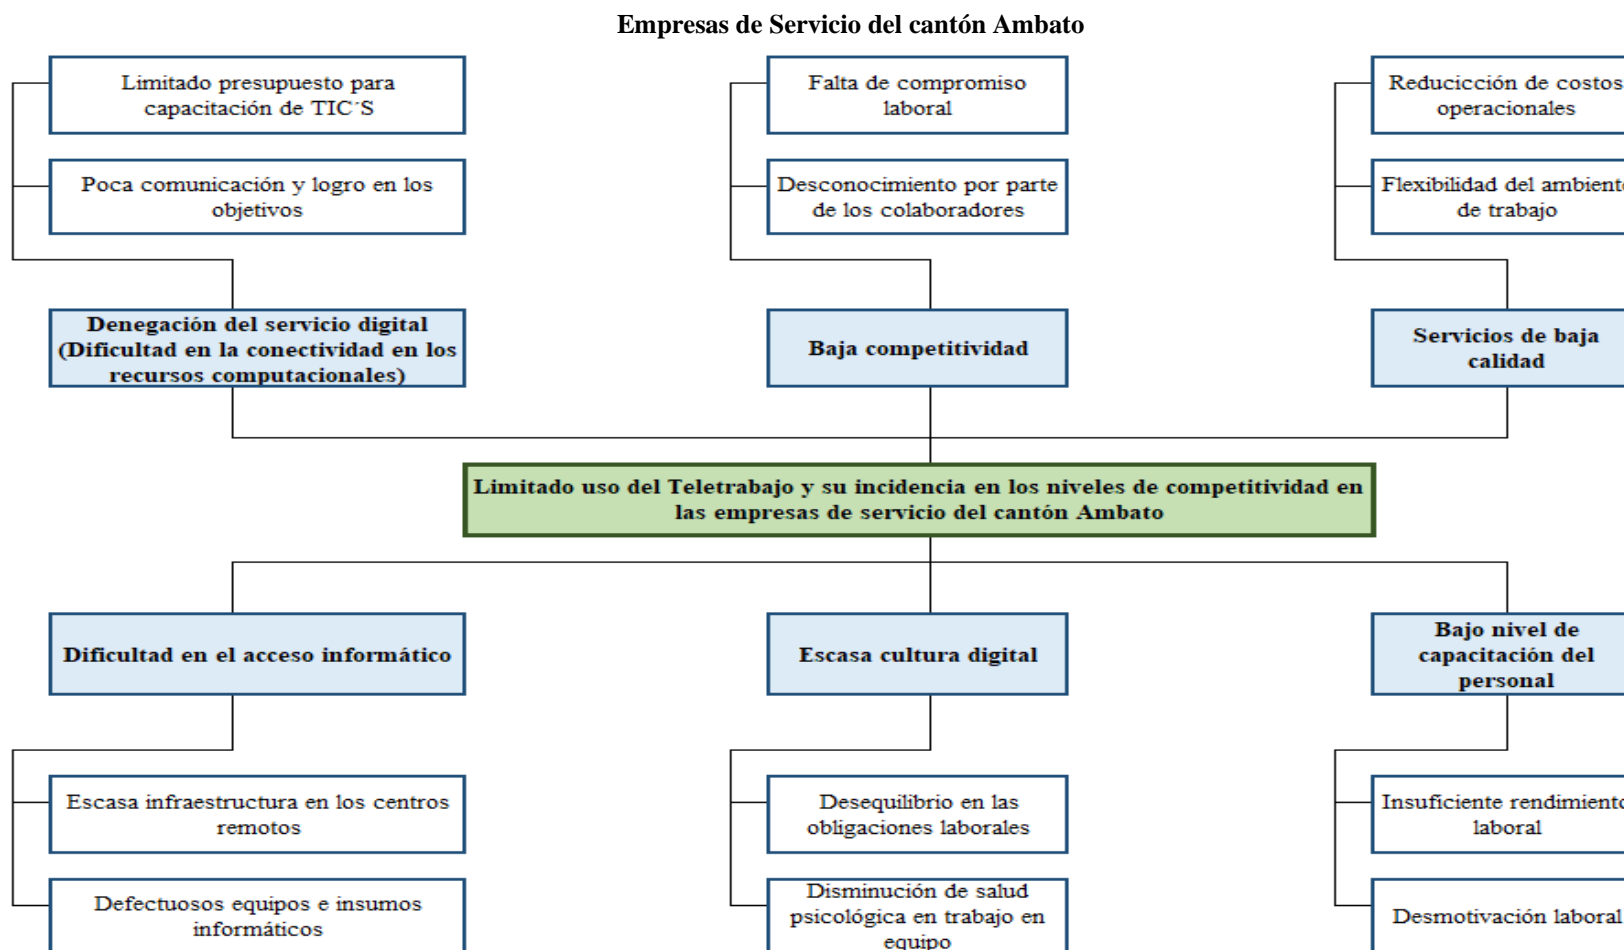 Empresas de Servicio del cantón Ambato
Limitado presupuesto para
capacitación de TIC´S
Falta de compromiso
laboral
Reducicción de costos
operacionales
Poca comunicación y logro en los
objetivos
Desconocimiento por parte
de los colaboradores
Flexibilidad del ambiente
de trabajo
Denegación del servicio digital
(Dificultad en la conectividad en los
recursos computacionales)
Baja competitividad
Servicios de baja
calidad
Limitado uso del Teletrabajo y su incidencia en los niveles de competitividad en
las empresas de servicio del cantón Ambato
Dificultad en el acceso informático
Escasa cultura digital
Bajo nivel de
capacitación del
personal
Escasa infraestructura en los centros
remotos
Desequilibrio en las
obligaciones laborales
Insuficiente rendimiento
laboral
Defectuosos equipos e insumos
informáticos
Disminución de salud
psicológica en trabajo en
equipo
Desmotivación laboral